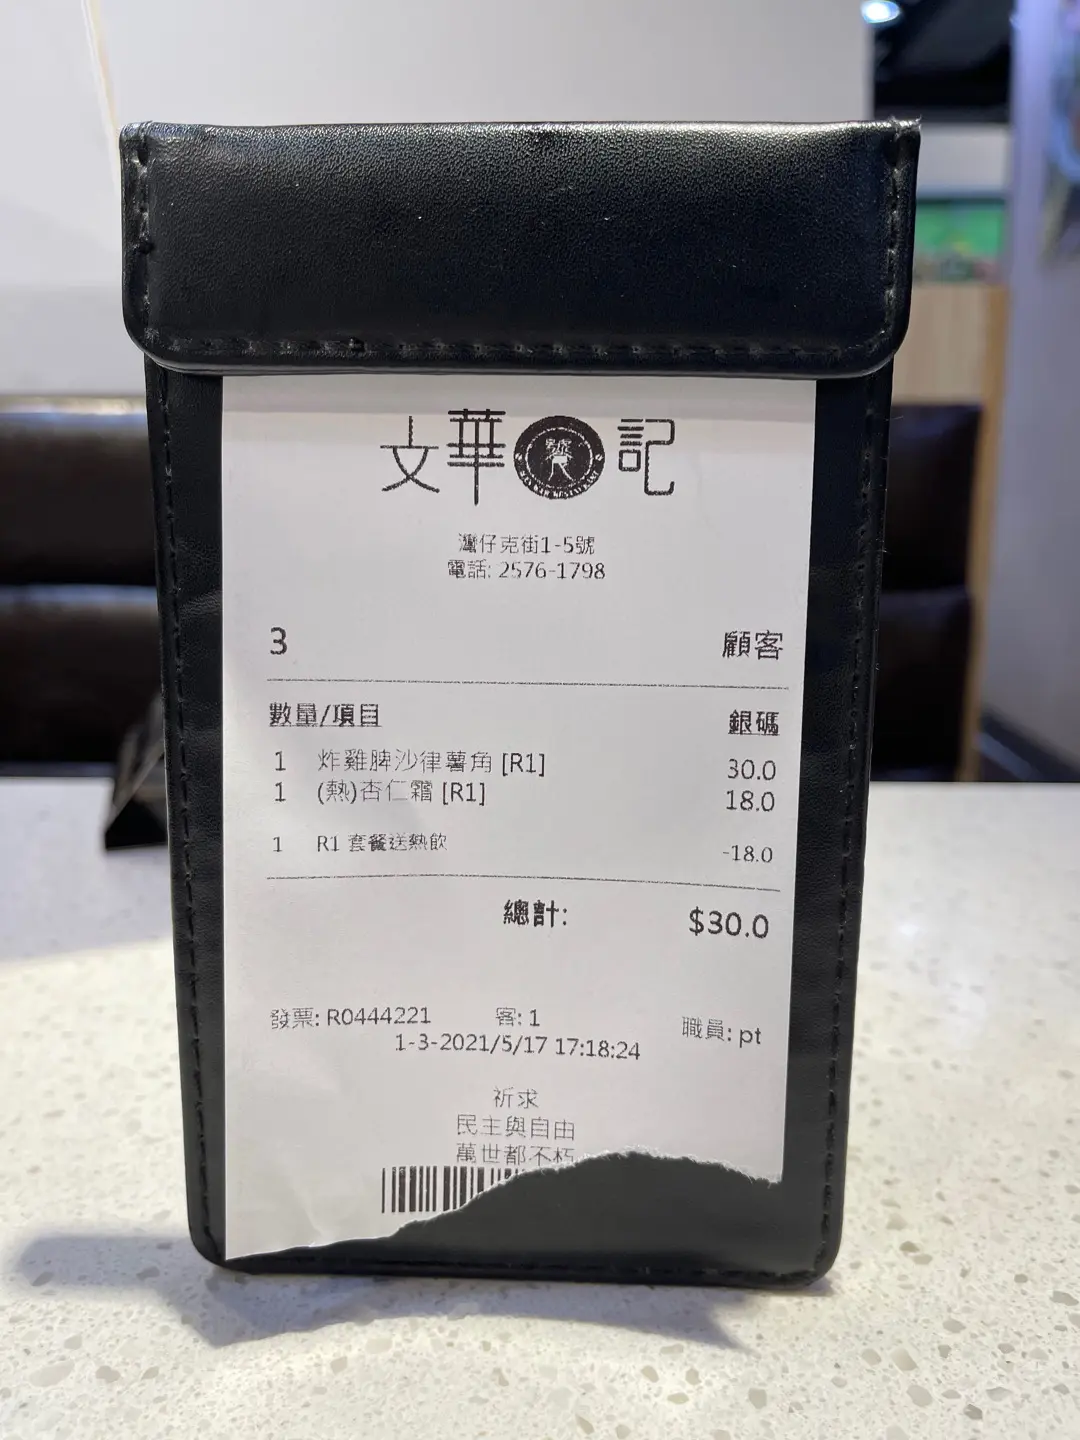 文華記
灣仔克街1-5號
電話: 2576-1798
3 顧客
數量/項目 銀碼
1 炸雞脾沙律薯角 [R1] 30.0
1 (熱)杏仁霜 [R1] 18.0
1 R1 套餐送熱飲 -18.0
總計: $30.0
發票: R0444221 客: 1 職員: pt
1-3-2021/5/17 17:18:24
祈求
民主與自由
萬世都不朽